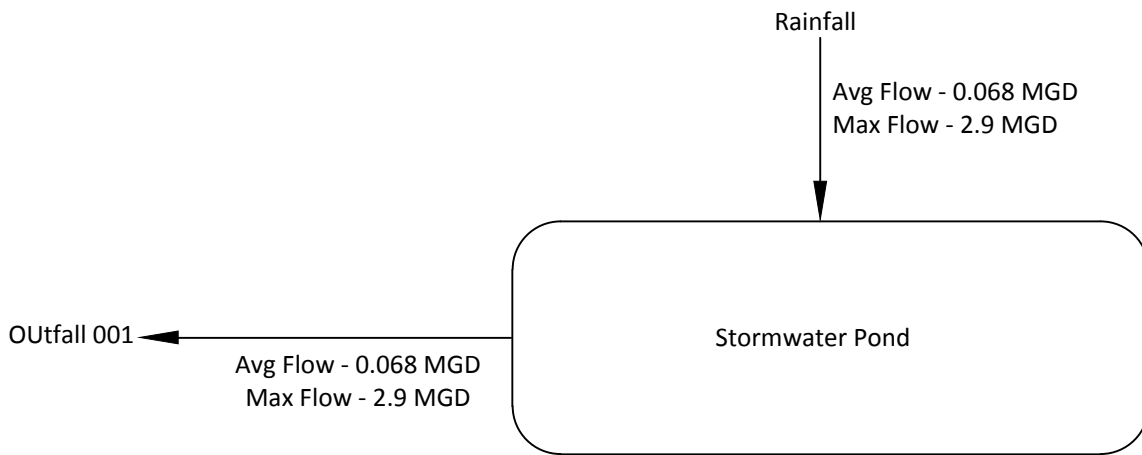 Rainfall
Avg Flow - 0.068 MGD
Max Flow - 2.9 MGD
OUtfall 001
Stormwater Pond
Avg Flow - 0.068 MGD
Max Flow - 2.9 MGD